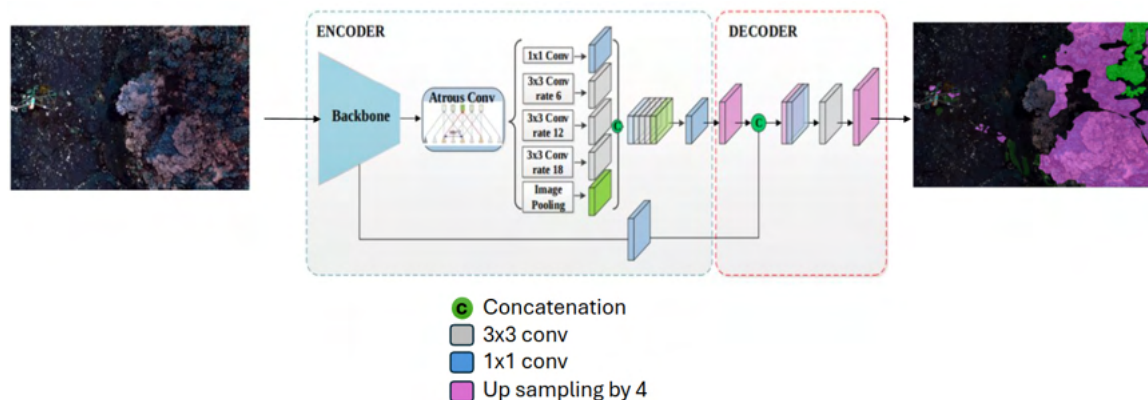 ENCODER
DECODER
Backbone
Atrous Conv
1x1 Conv
3x3 Conv
rate 6
3x3 Conv
rate 12
3x3 Conv
rate 18
Image
Pooling
C
C
C Concatenation
3x3 conv
1x1 conv
Up sampling by 4